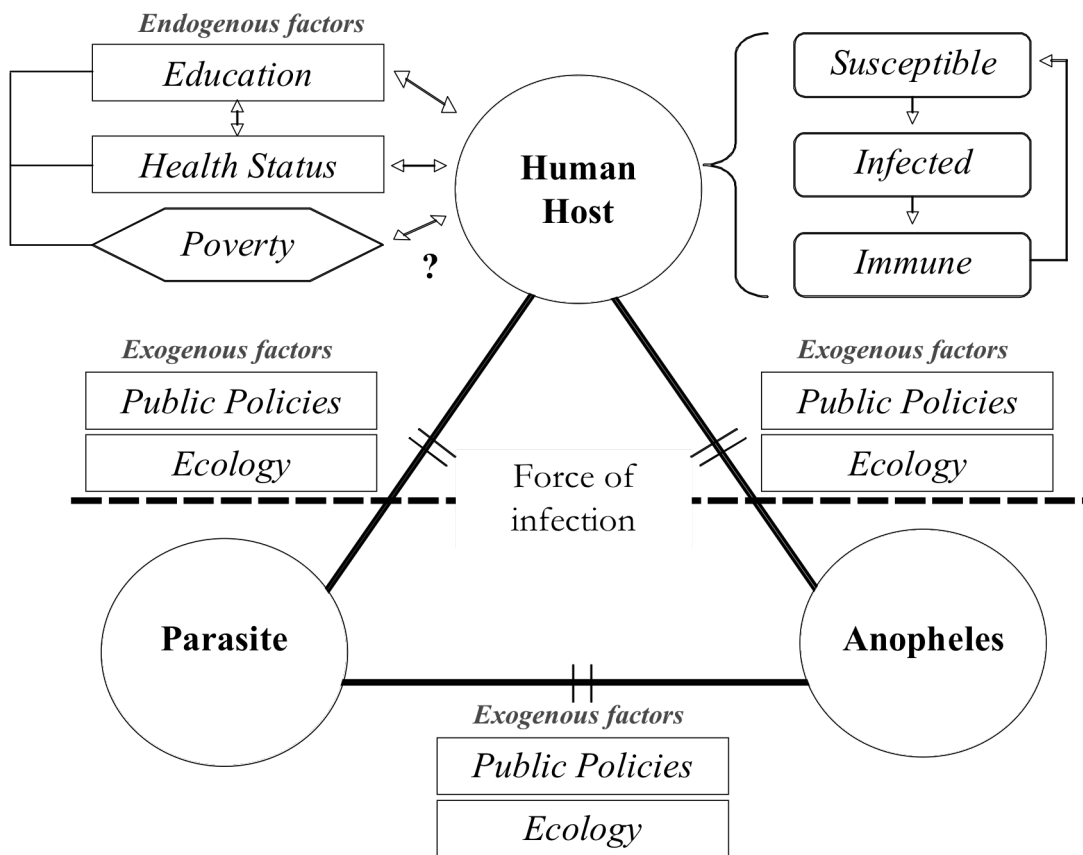 Endogenous factors
Education
Health Status
Poverty
?
Human
Host
Susceptible
Infected
Immune
Exogenous factors
Public Policies
Ecology
Exogenous factors
Public Policies
Ecology
Force of
infection
Parasite
Anopheles
Exogenous factors
Public Policies
Ecology